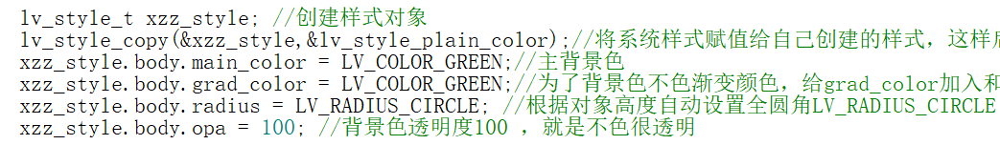 lv_style_t xzz_style; //创建样式对象
lv_style_copy(&xzz_style,&lv_style_plain_color);//将系统样式赋值给自己创建的样式，这样
xzz_style.body.main_color = LV_COLOR_GREEN;//主背景色
xzz_style.body.grad_color = LV_COLOR_GREEN;//为了背景色不色渐变颜色，给grad_color加入和
xzz_style.body.radius = LV_RADIUS_CIRCLE; //根据对象高度自动设置全圆角LV_RADIUS_CIRCLE
xzz_style.body.opa = 100; //背景色透明度100 ，就是不色很透明